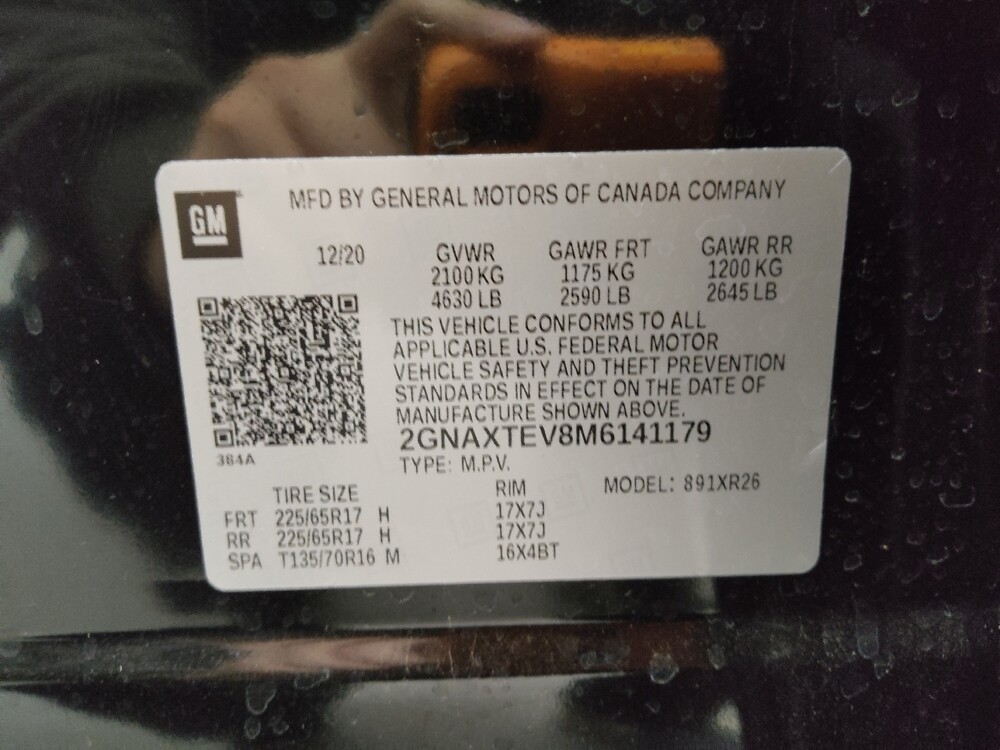 GM
MFD BY GENERAL MOTORS OF CANADA COMPANY
12/20 GVWR GAWR FRT GAWR RR
2100 KG 1175 KG 1200 KG
4630 LB 2590 LB 2645 LB
THIS VEHICLE CONFORMS TO ALL
APPLICABLE U.S. FEDERAL MOTOR
VEHICLE SAFETY AND THEFT PREVENTION
STANDARDS IN EFFECT ON THE DATE OF
MANUFACTURE SHOWN ABOVE.
2GNAXTEV8M6141179
384A
TYPE: M.P.V.
TIRE SIZE RIM MODEL: 891XR26
FRT 225/65R17 H 17X7J
RR 225/65R17 H 17X7J
SPA T135/70R16 M 16X4BT